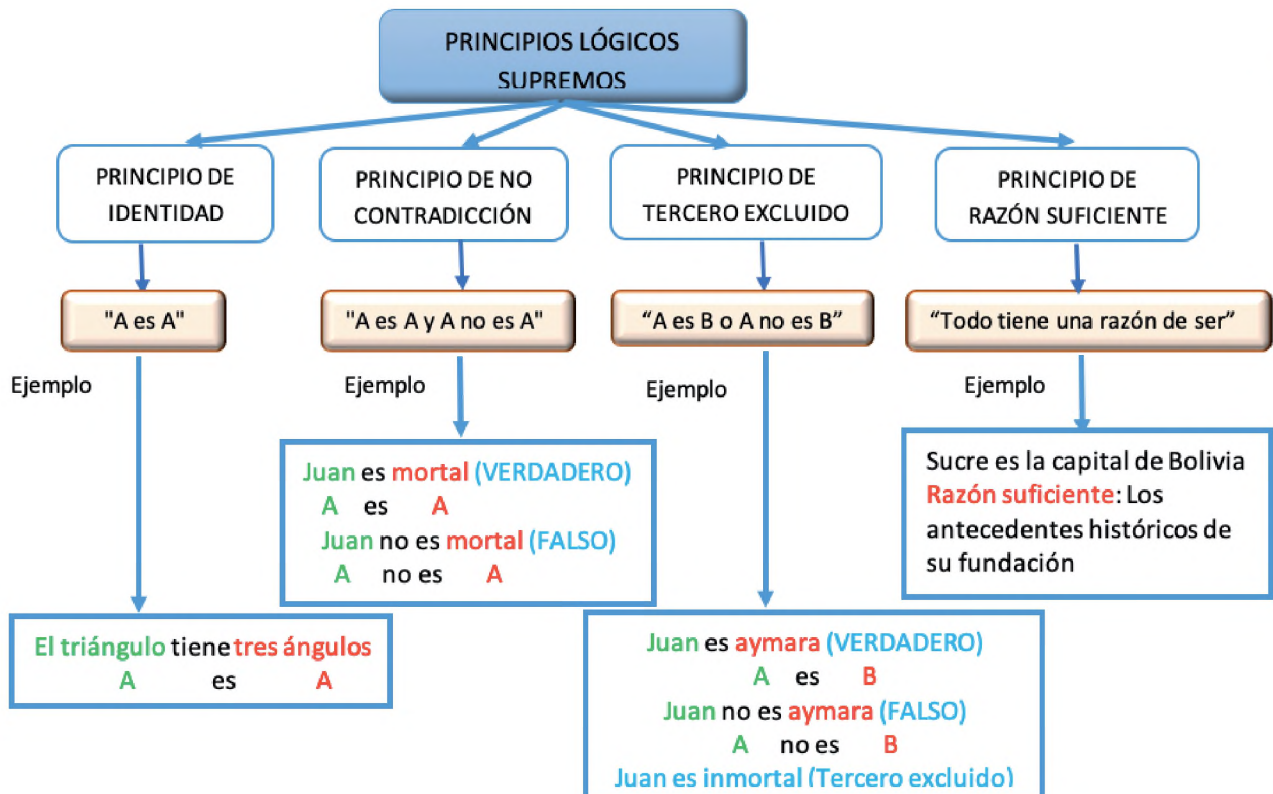 PRINCIPIOS LÓGICOS
SUPREMOS
PRINCIPIO DE
IDENTIDAD
PRINCIPIO DE NO
CONTRADICCIÓN
PRINCIPIO DE
TERCERO EXCLUIDO
PRINCIPIO DE
RAZÓN SUFICIENTE
"A es A"
"A es A y A no es A"
“A es B o A no es B”
“Todo tiene una razón de ser”
Ejemplo
Ejemplo
Ejemplo
Ejemplo
El triángulo tiene tres ángulos
A es A
Juan es mortal (VERDADERO)
A es A
Juan no es mortal (FALSO)
A no es A
Juan es aymara (VERDADERO)
A es B
Juan no es aymara (FALSO)
A no es B
Juan es inmortal (Tercero excluido)
Sucre es la capital de Bolivia
Razón suficiente: Los
antecedentes históricos de
su fundación